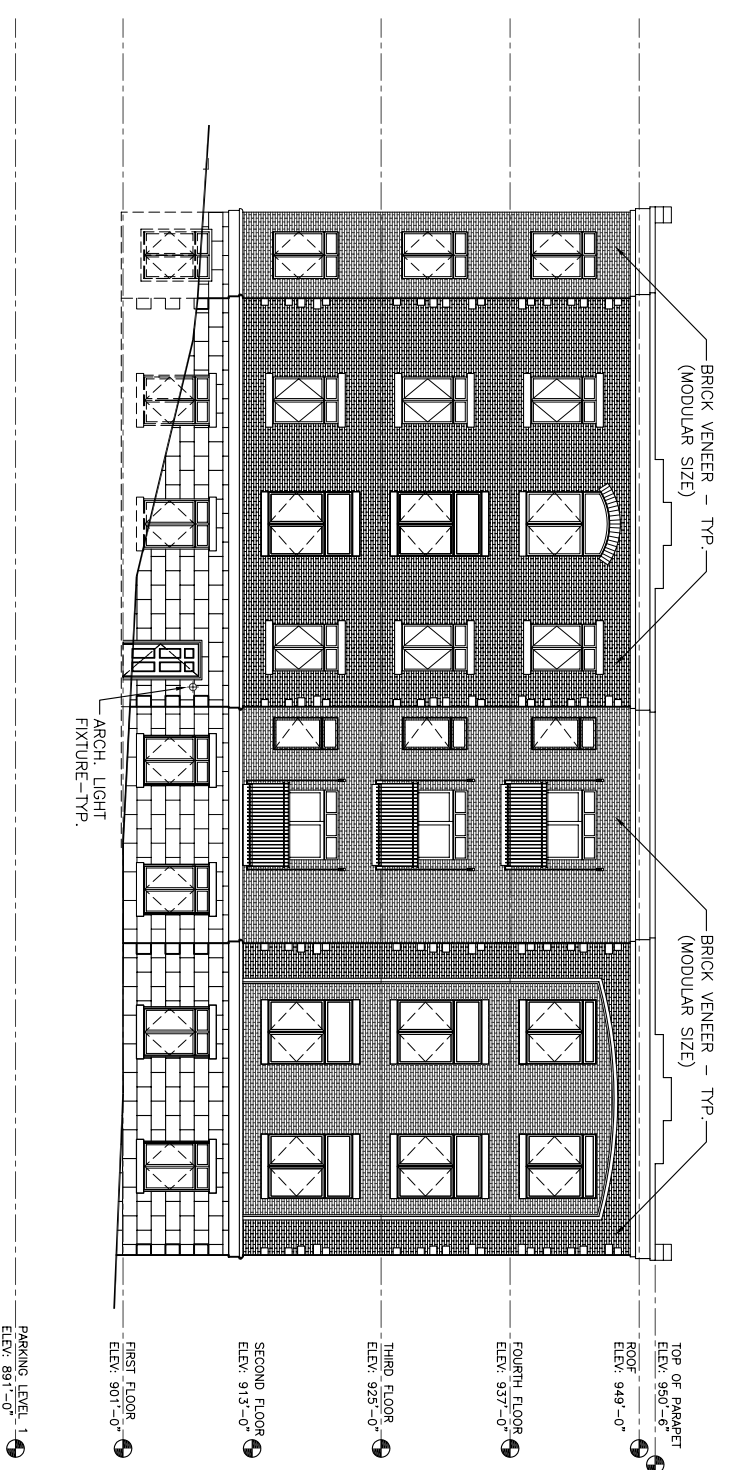 BRICK VENEER – TYP.
(MODULAR SIZE)
BRICK VENEER – TYP.
(MODULAR SIZE)
ARCH. LIGHT
FIXTURE–TYP.
TOP OF PARAPET
ELEV: 950'–6"
ROOF
ELEV: 949'–0"
FOURTH FLOOR
ELEV: 937'–0"
THIRD FLOOR
ELEV: 925'–0"
SECOND FLOOR
ELEV: 913'–0"
FIRST FLOOR
ELEV: 901'–0"
PARKING LEVEL 1
ELEV: 891'–0"